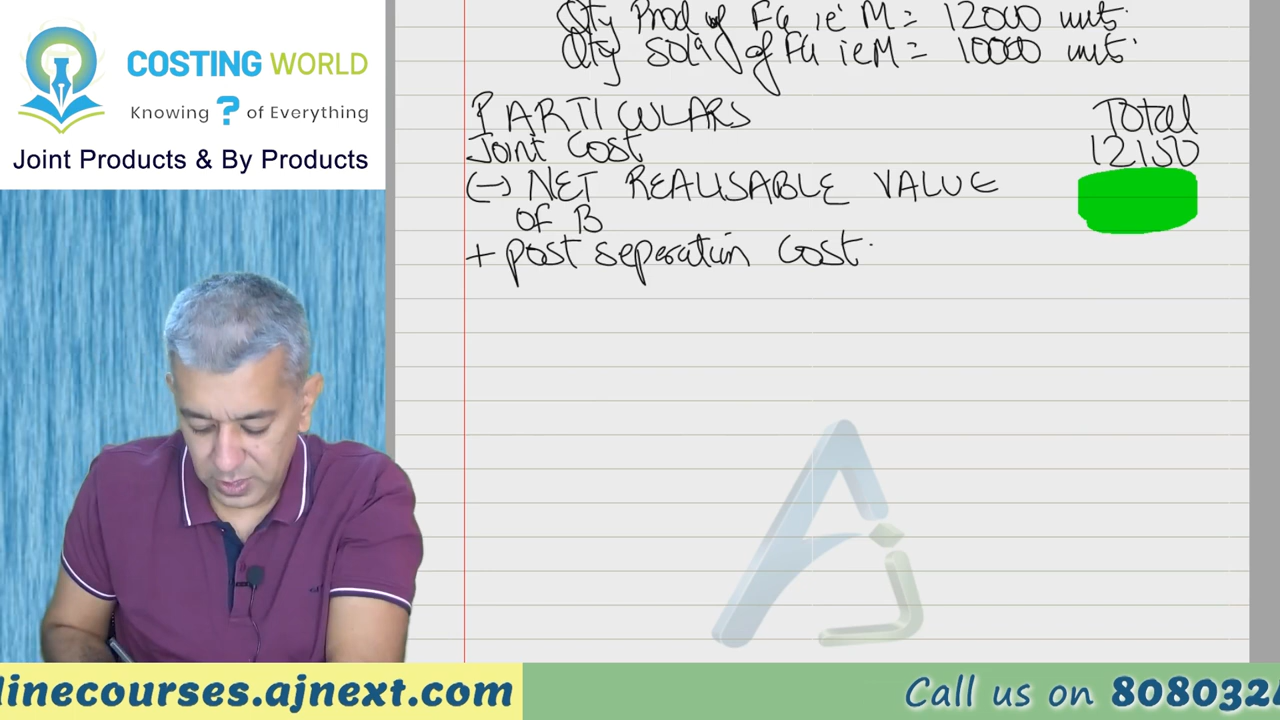 COSTING WORLD
Knowing ? of Everything
Joint Products & By Products
Qty Prod of FG ie M = 12000 units.
Qty Sold of FG ie M = 10000 units.
PARTICULARS Total
Joint Cost 12150
(-) NET REALISABLE VALUE
OF B
+ post seperation Cost.
linecourses.ajnext.com
Call us on 808032